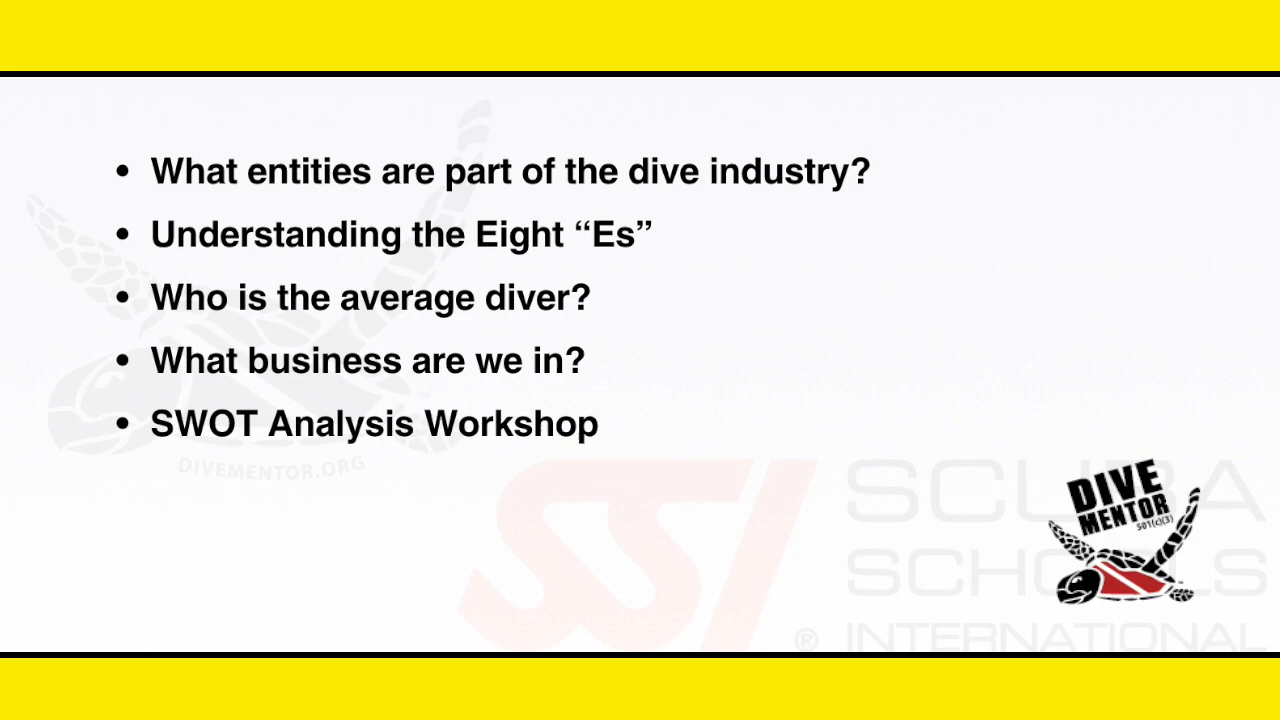 • What entities are part of the dive industry?
• Understanding the Eight “Es”
• Who is the average diver?
• What business are we in?
• SWOT Analysis Workshop
DIVEMENTOR.ORG
SSI
SCUBA
SCHOOLS
® INTERNATIONAL
DIVE
MENTOR
501(c)(3)